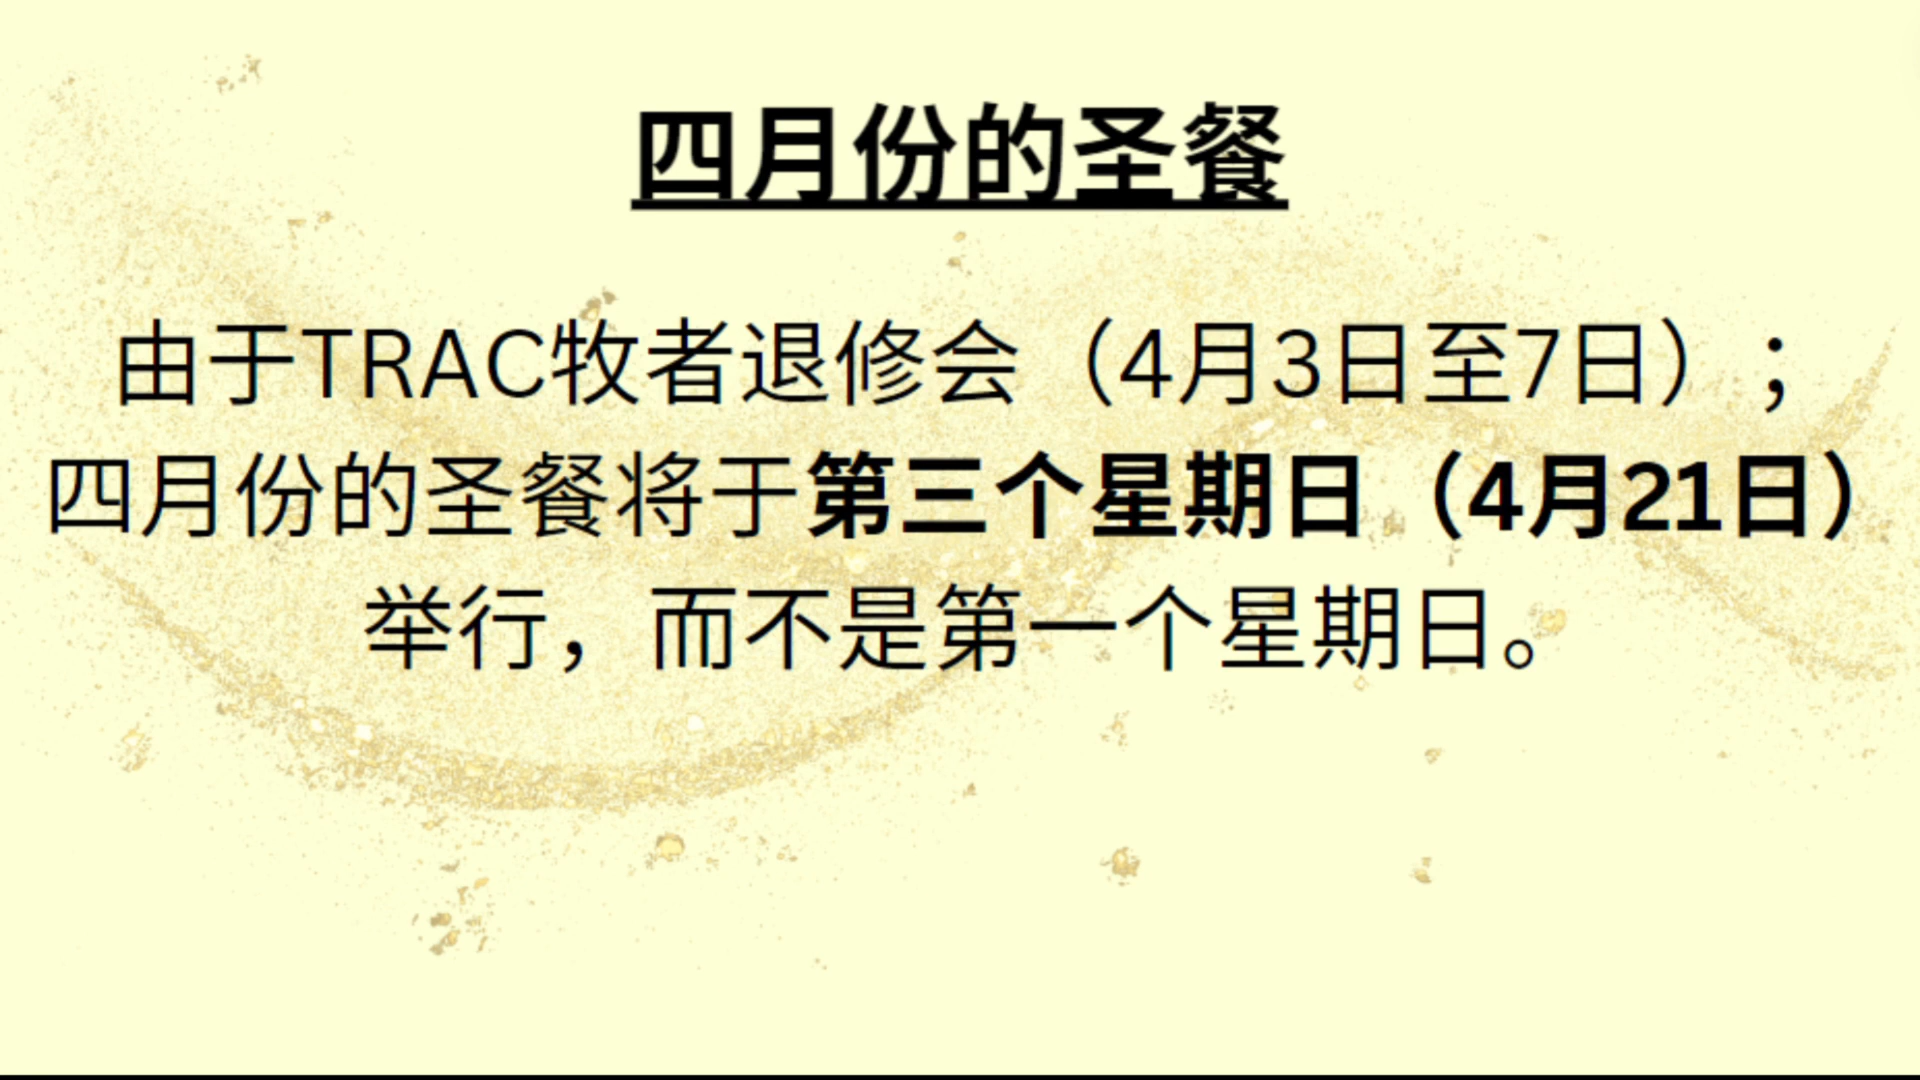 四月份的圣餐
由于TRAC牧者退修会（4月3日至7日）；
四月份的圣餐将于第三个星期日（4月21日）
举行，而不是第一个星期日。